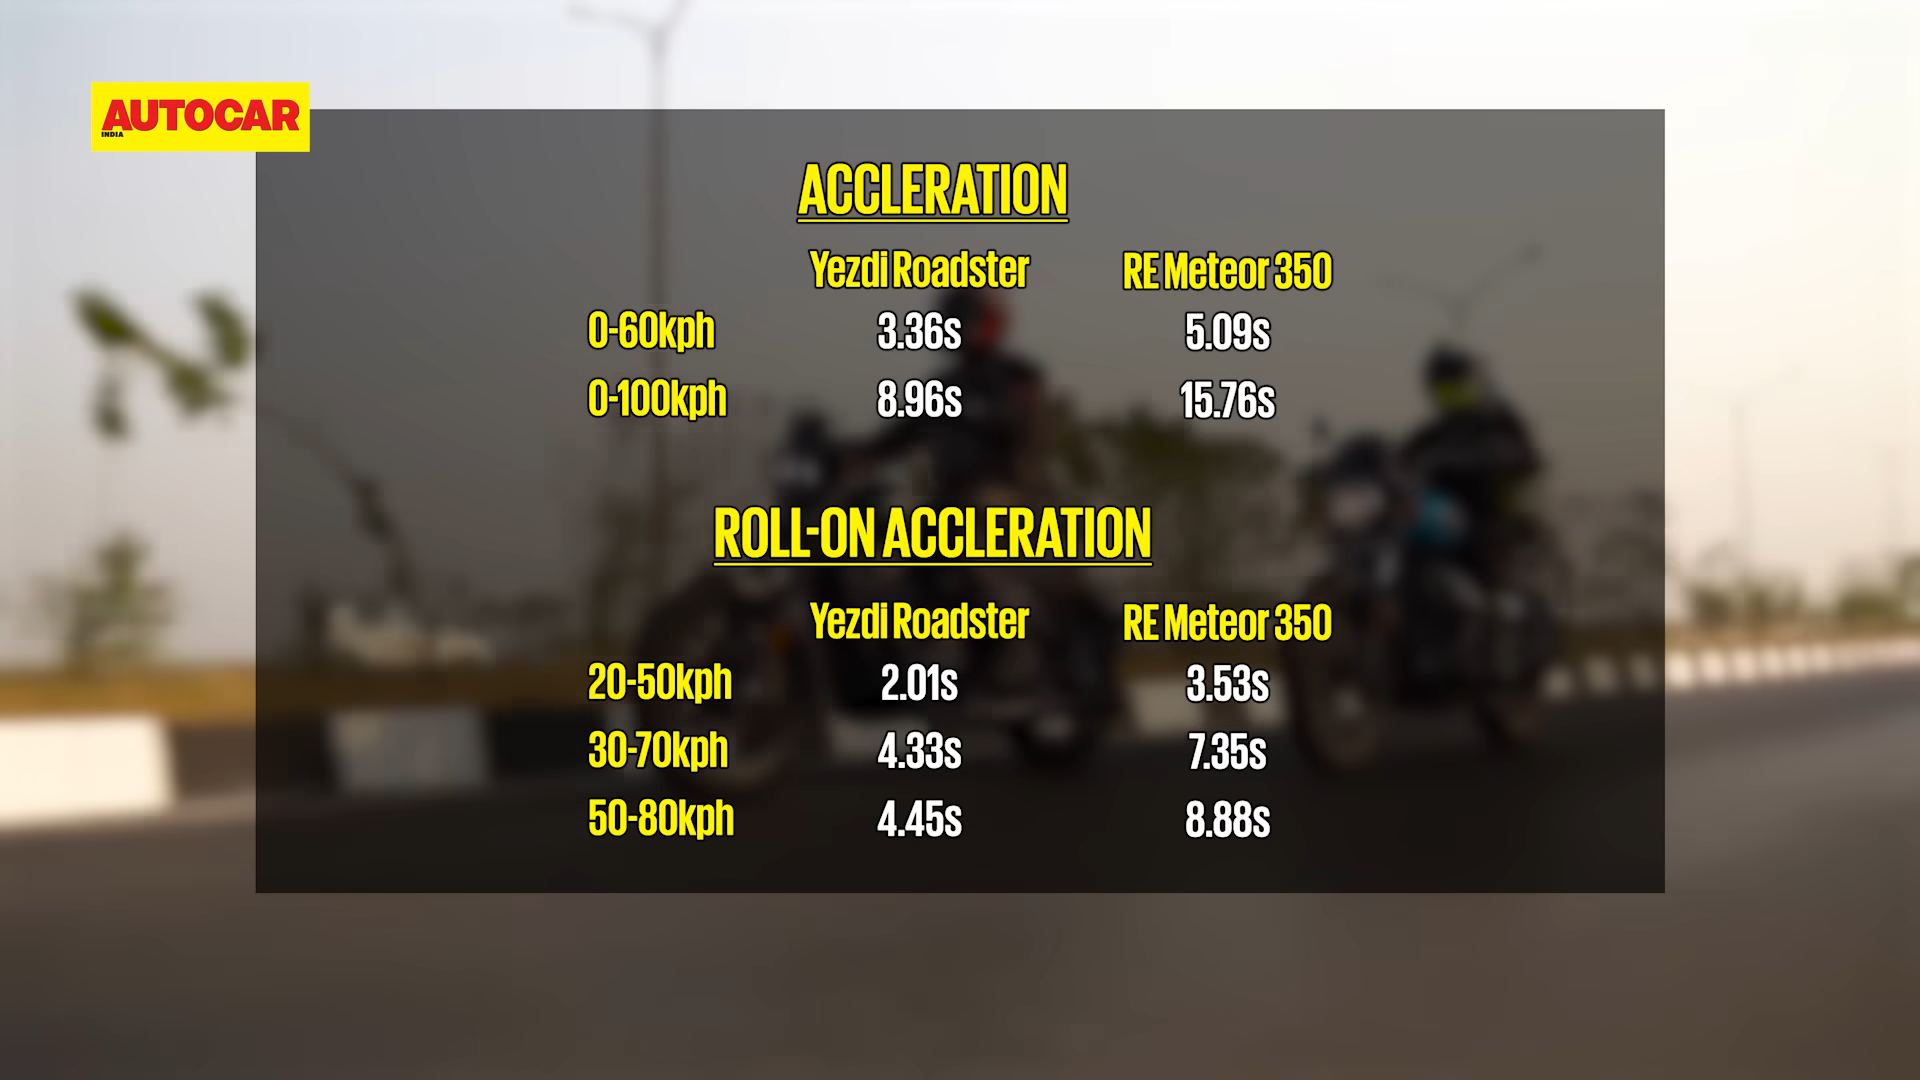 AUTOCAR
INDIA
ACCLERATION
Yezdi Roadster RE Meteor 350
0-60kph 3.36s 5.09s
0-100kph 8.96s 15.76s
ROLL-ON ACCLERATION
Yezdi Roadster RE Meteor 350
20-50kph 2.01s 3.53s
30-70kph 4.33s 7.35s
50-80kph 4.45s 8.88s